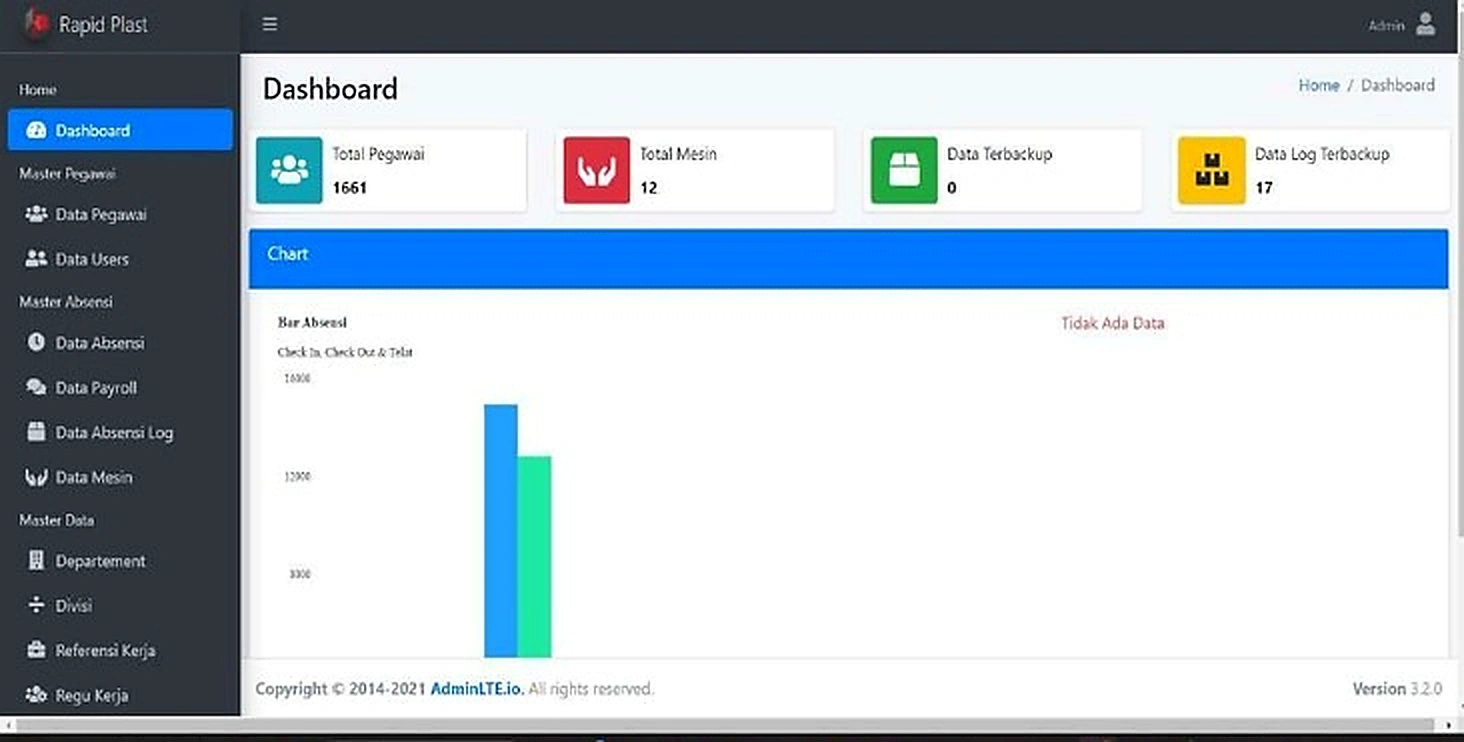 Rapid Plast
Admin
Home
Dashboard
Master Pegawai
Data Pegawai
Data Users
Master Absensi
Data Absensi
Data Payroll
Data Absensi Log
Data Mesin
Master Data
Departement
Divisi
Referensi Kerja
Regu Kerja
Dashboard
Home / Dashboard
Total Pegawai
1661
Total Mesin
12
Data Terbackup
0
Data Log Terbackup
17
Chart
Bar Absensi
Check In, Check Out & Telat
Tidak Ada Data
16000
12000
8000
Copyright © 2014-2021 AdminLTE.io. All rights reserved.
Version 3.2.0